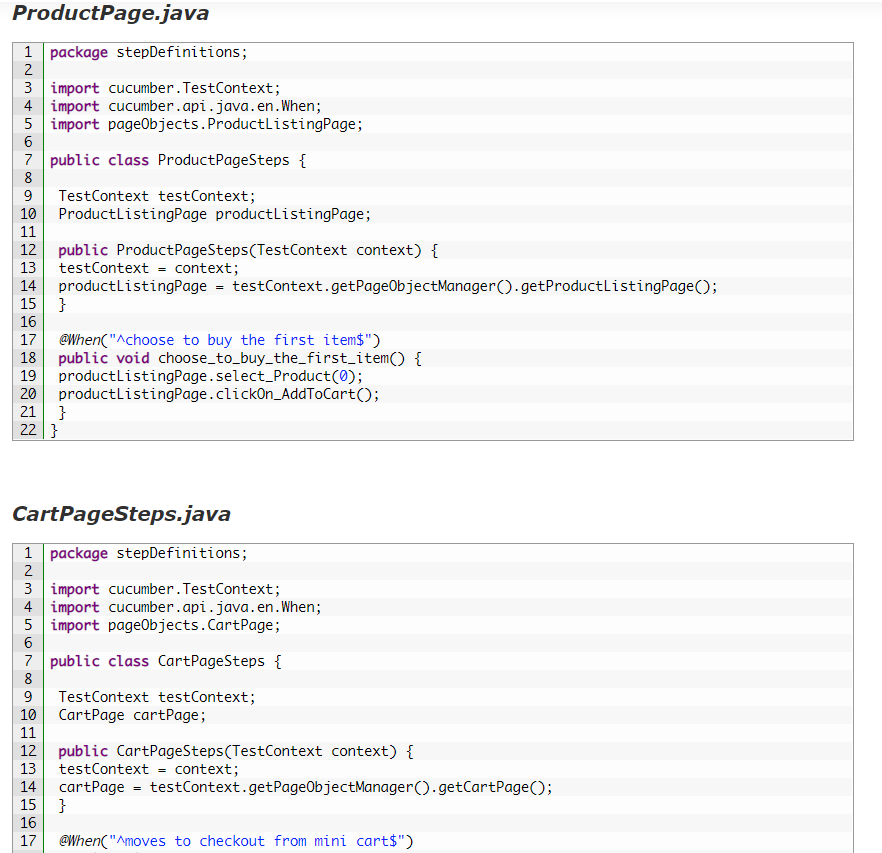 ProductPage.java
1 package stepDefinitions;
2
3 import cucumber.TestContext;
4 import cucumber.api.java.en.When;
5 import pageObjects.ProductListingPage;
6
7 public class ProductPageSteps {
8
9 TestContext testContext;
10 ProductListingPage productListingPage;
11
12 public ProductPageSteps(TestContext context) {
13 testContext = context;
14 productListingPage = testContext.getPageObjectManager().getProductListingPage();
15 }
16
17 @When("^choose to buy the first item$")
18 public void choose_to_buy_the_first_item() {
19 productListingPage.select_Product(0);
20 productListingPage.clickOn_AddToCart();
21 }
22 }
CartPageSteps.java
1 package stepDefinitions;
2
3 import cucumber.TestContext;
4 import cucumber.api.java.en.When;
5 import pageObjects.CartPage;
6
7 public class CartPageSteps {
8
9 TestContext testContext;
10 CartPage cartPage;
11
12 public CartPageSteps(TestContext context) {
13 testContext = context;
14 cartPage = testContext.getPageObjectManager().getCartPage();
15 }
16
17 @When("^moves to checkout from mini cart$")